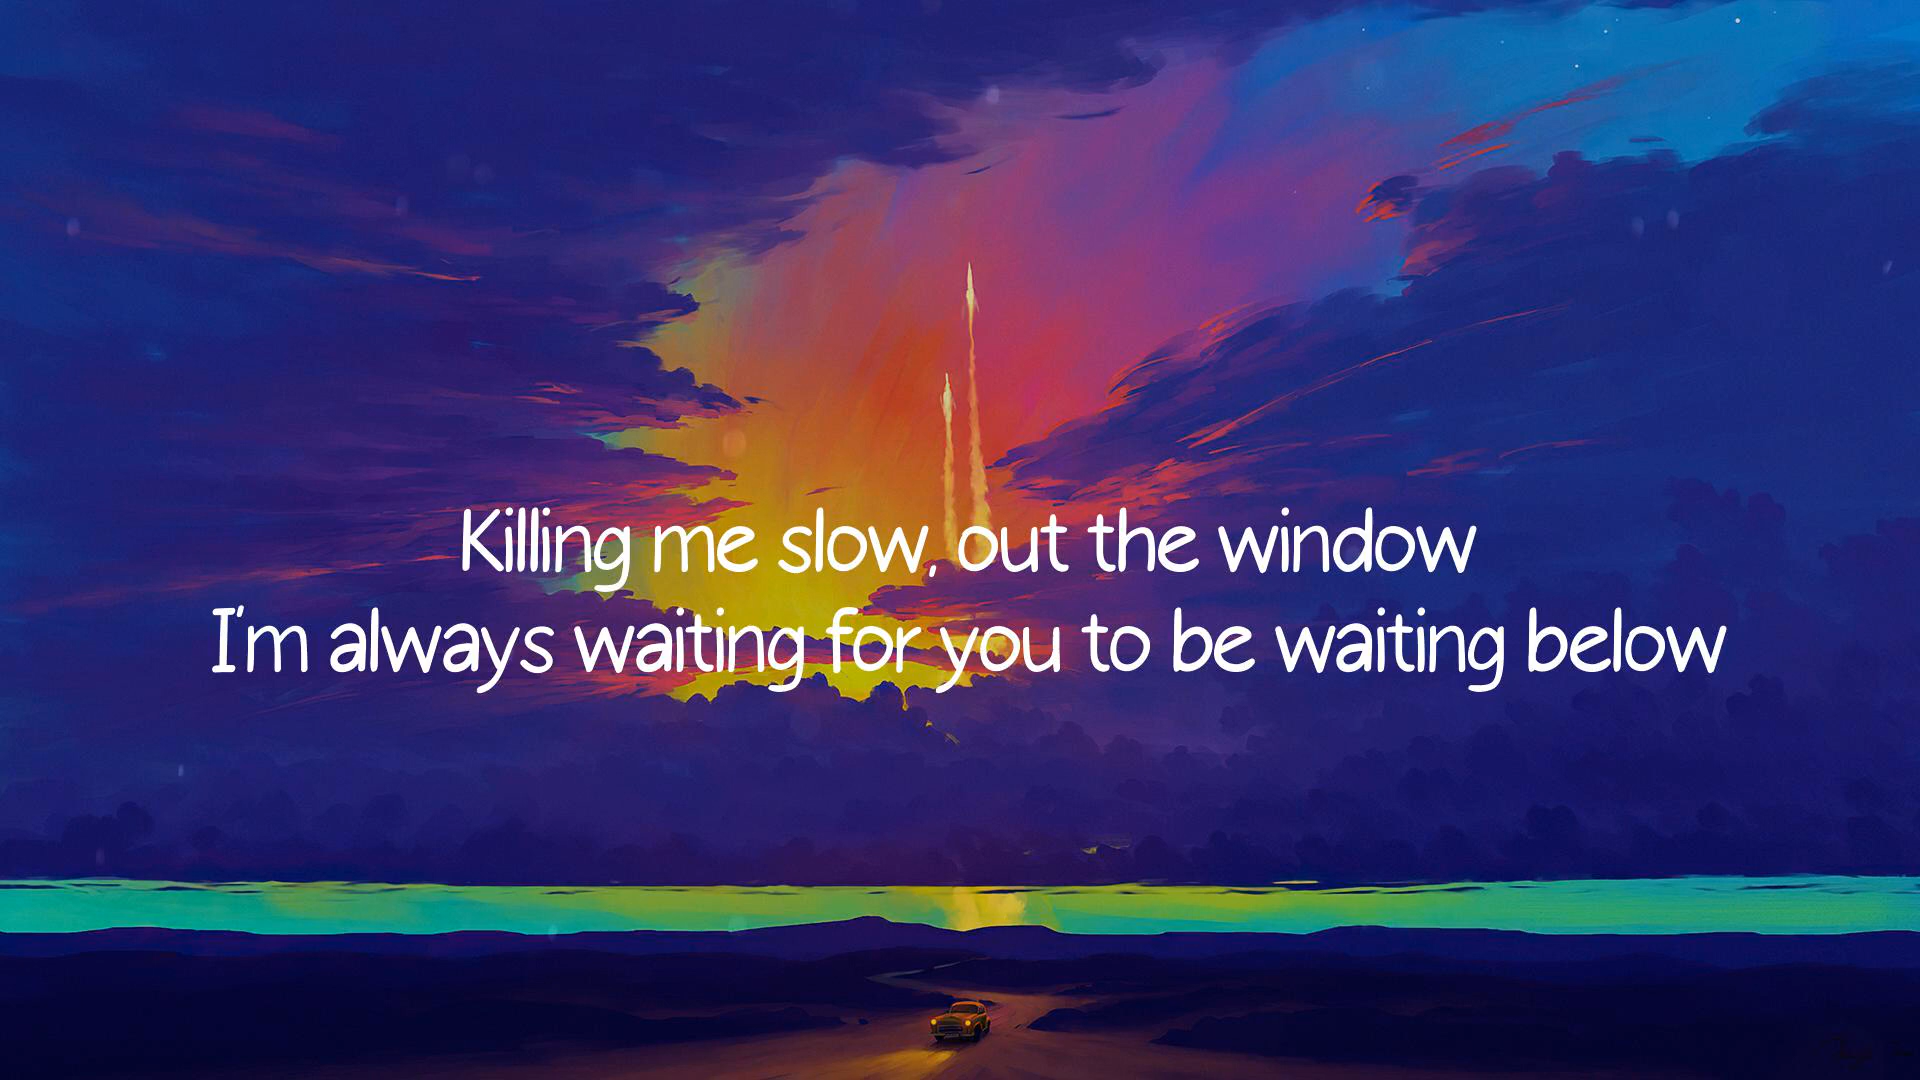 Killing me slow, out the window
I'm always waiting for you to be waiting below